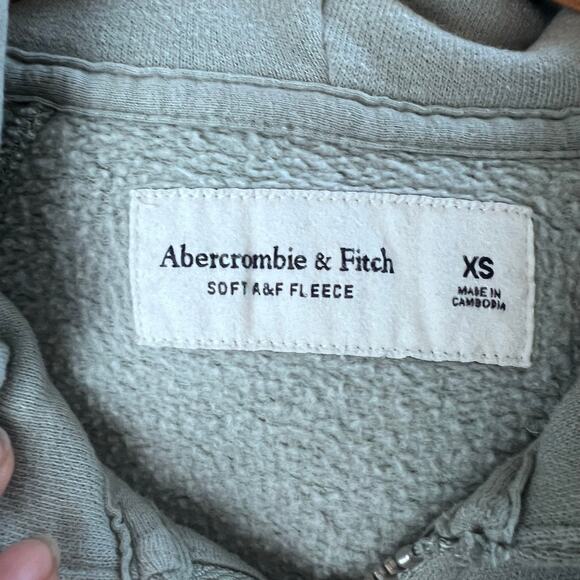 Abercrombie & Fitch
SOFT A&F FLEECE
XS
MADE IN
CAMBODIA